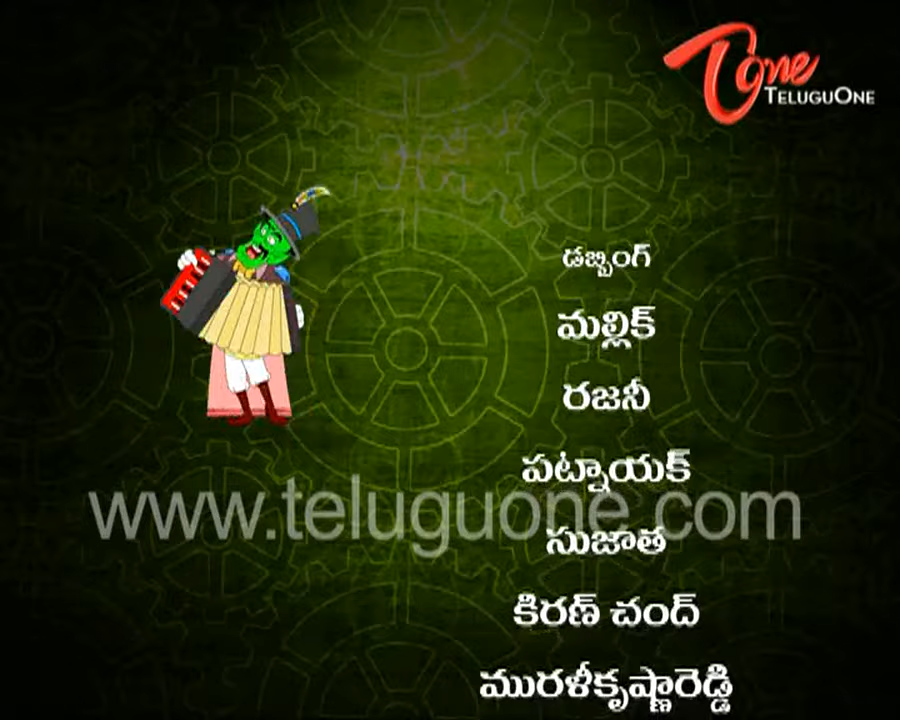 one
TELUGUONE
డబ్బింగ్
మల్లిక్
రజనీ
పట్నాయక్
www.teluguone.com
సుజాత
కిరణ్ చంద్
మురళీకృష్ణారెడ్డి